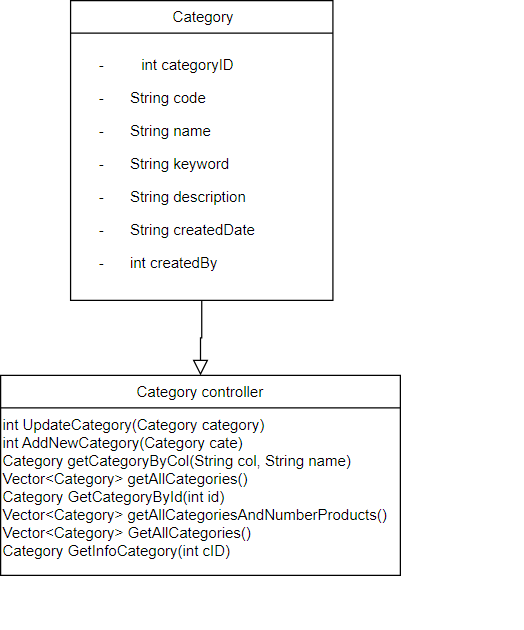 Category
- int categoryID
- String code
- String name
- String keyword
- String description
- String createdDate
- int createdBy
Category controller
int UpdateCategory(Category category)
int AddNewCategory(Category cate)
Category getCategoryByCol(String col, String name)
Vector<Category> getAllCategories()
Category GetCategoryById(int id)
Vector<Category> getAllCategoriesAndNumberProducts()
Vector<Category> GetAllCategories()
Category GetInfoCategory(int cID)